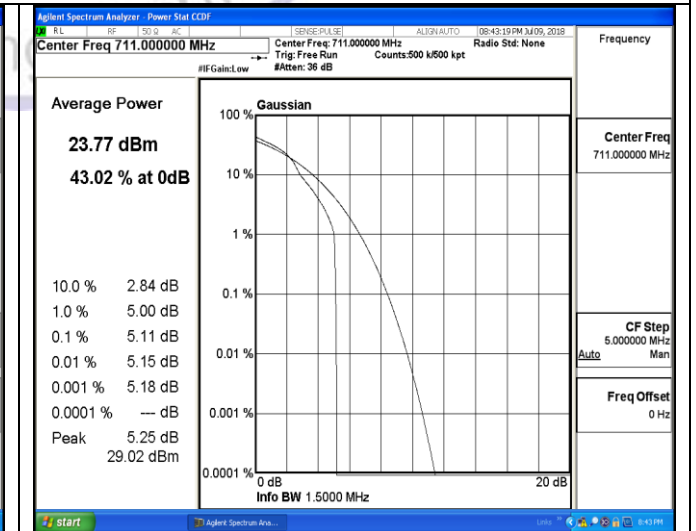 Agilent Spectrum Analyzer - Power Stat CCDF
RL RF 50 Ω AC SENSE:PULSE ALIGN AUTO 08:43:19 PM Jul 09, 2018
Center Freq 711.000000 MHz
Center Freq: 711.000000 MHz Radio Std: None
Trig: Free Run Counts:500 k/500 kpt
#IFGain:Low #Atten: 36 dB
Frequency
Average Power
23.77 dBm
43.02 % at 0dB
10.0 % 2.84 dB
1.0 % 5.00 dB
0.1 % 5.11 dB
0.01 % 5.15 dB
0.001 % 5.18 dB
0.0001 % --- dB
Peak 5.25 dB
29.02 dBm
Gaussian
100 %
10 %
1 %
0.1 %
0.01 %
0.001 %
0.0001 %
0 dB 20 dB
Info BW 1.5000 MHz
Center Freq
711.000000 MHz
CF Step
5.000000 MHz
Auto Man
Freq Offset
0 Hz
start Agilent Spectrum Ana... Links 8:43 PM